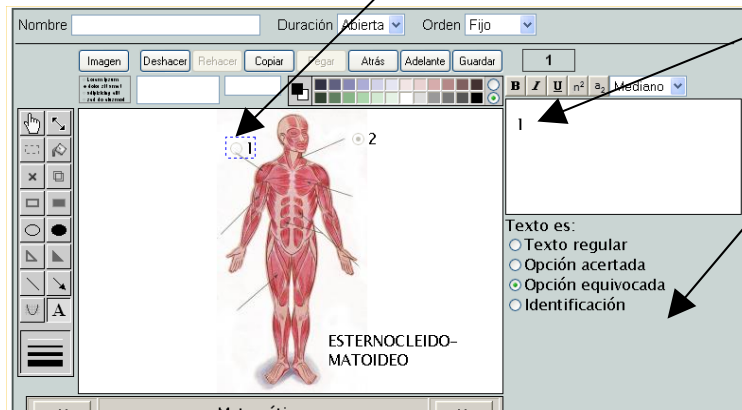 Nombre Duración Abierta Orden Fijo
Imagen Deshacer Rehacer Copiar Pegar Atrás Adelante Guardar 1
B I U n² a₂ Mediano
1 2
1
Texto es:
Texto regular
Opción acertada
Opción equivocada
Identificación
A
ESTERNOCLEIDO-
MATOIDEO